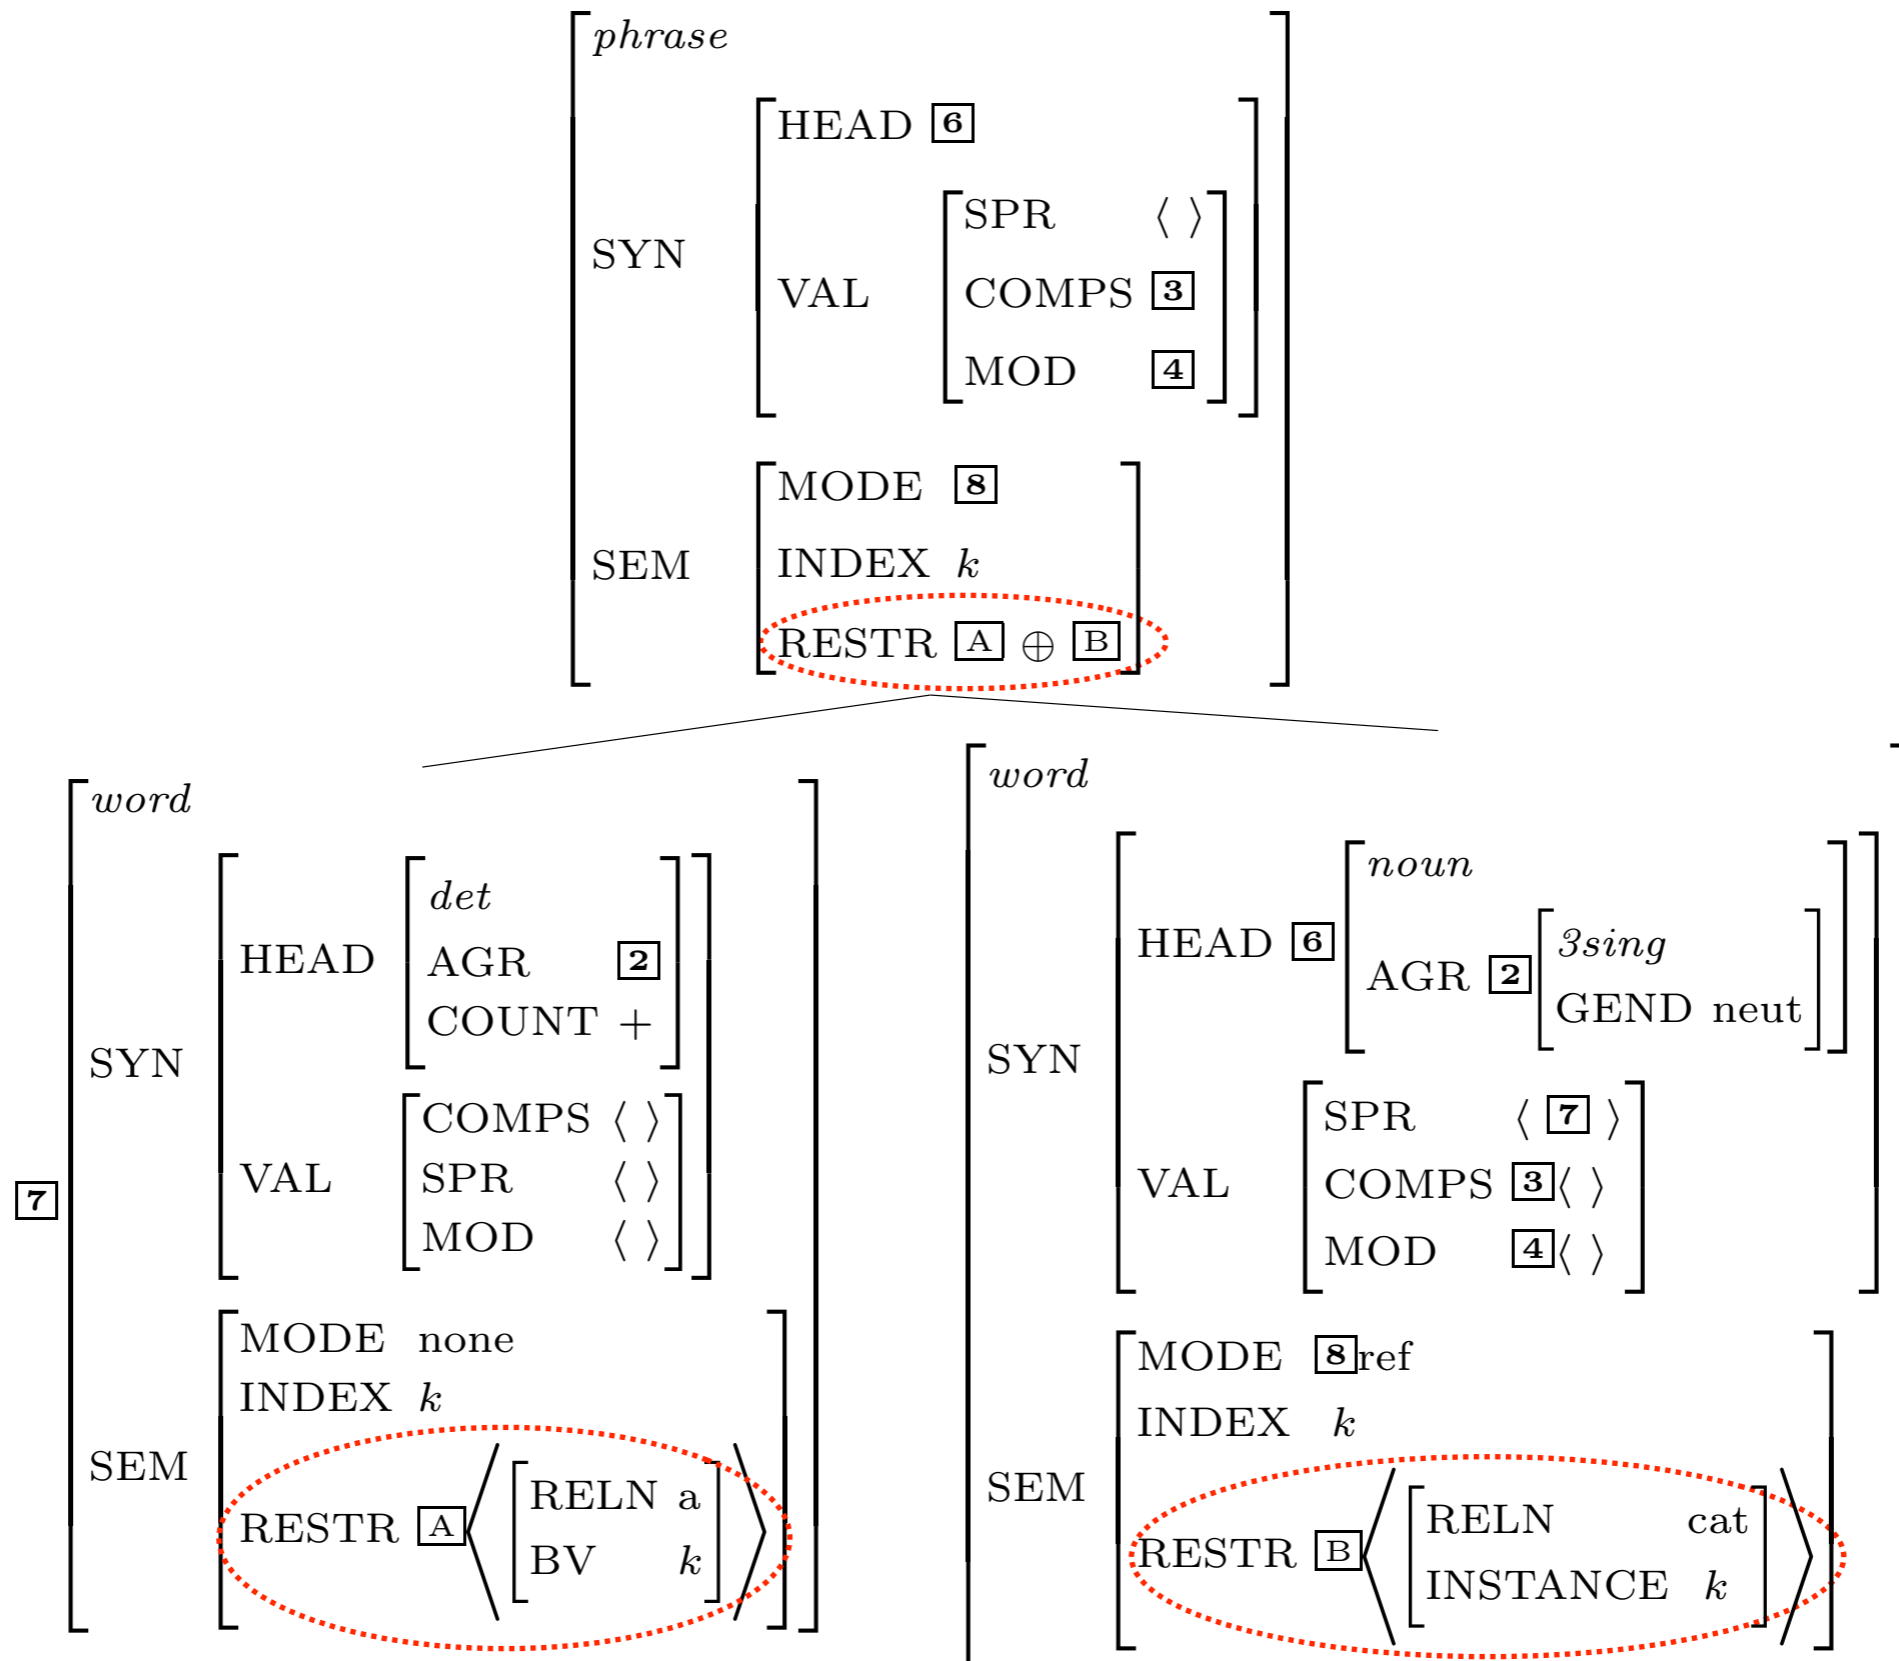 phrase
HEAD 6
SPR ⟨ ⟩
SYN
VAL
COMPS 3
MOD 4
MODE 8
SEM
INDEX k
RESTR A ⊕ B
7
word
det
HEAD
AGR 2
COUNT +
SYN
COMPS ⟨ ⟩
VAL
SPR ⟨ ⟩
MOD ⟨ ⟩
MODE none
INDEX k
SEM
RESTR A ⟨
RELN a
BV k
⟩
word
noun
HEAD 6
AGR 2
3sing
GEND neut
SYN
SPR ⟨ 7 ⟩
VAL
COMPS 3 ⟨ ⟩
MOD 4 ⟨ ⟩
MODE 8 ref
INDEX k
SEM
RESTR B ⟨
RELN cat
INSTANCE k
⟩